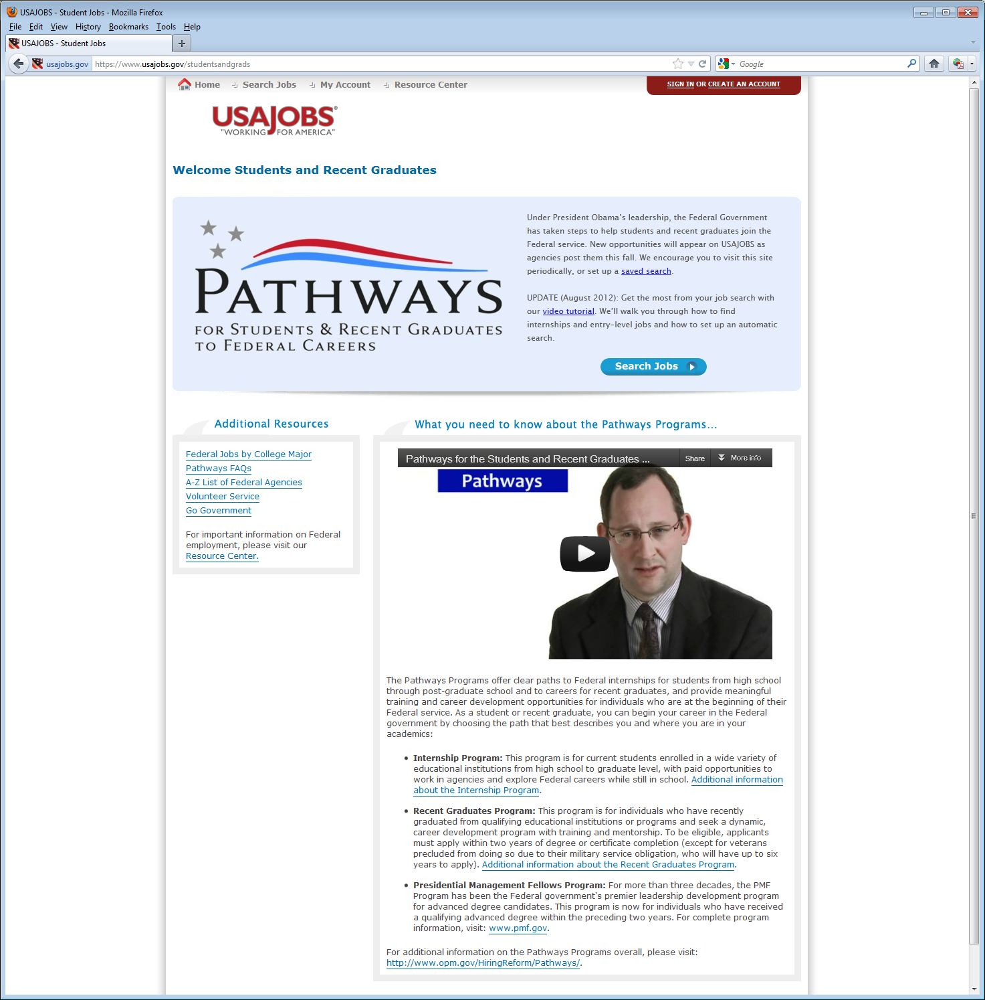 USAJOBS - Student Jobs - Mozilla Firefox
File Edit View History Bookmarks Tools Help
USAJOBS - Student Jobs
usajobs.gov https://www.usajobs.gov/studentsandgrads Google
Home Search Jobs My Account Resource Center SIGN IN OR CREATE AN ACCOUNT
USAJOBS®
"WORKING FOR AMERICA"
Welcome Students and Recent Graduates
PATHWAYS
FOR STUDENTS & RECENT GRADUATES
TO FEDERAL CAREERS
Under President Obama's leadership, the Federal Government
has taken steps to help students and recent graduates join the
Federal service. New opportunities will appear on USAJOBS as
agencies post them this fall. We encourage you to visit this site
periodically, or set up a saved search.
UPDATE (August 2012): Get the most from your job search with
our video tutorial. We'll walk you through how to find
internships and entry-level jobs and how to set up an automatic
search.
Search Jobs
Additional Resources
Federal Jobs by College Major
Pathways FAQs
A-Z List of Federal Agencies
Volunteer Service
Go Government
For important information on Federal
employment, please visit our
Resource Center.
What you need to know about the Pathways Programs...
Pathways for the Students and Recent Graduates ... Share More info
Pathways
The Pathways Programs offer clear paths to Federal internships for students from high school
through post-graduate school and to careers for recent graduates, and provide meaningful
training and career development opportunities for individuals who are at the beginning of their
Federal service. As a student or recent graduate, you can begin your career in the Federal
government by choosing the path that best describes you and where you are in your
academics:
• Internship Program: This program is for current students enrolled in a wide variety of
educational institutions from high school to graduate level, with paid opportunities to
work in agencies and explore Federal careers while still in school. Additional information
about the Internship Program.
• Recent Graduates Program: This program is for individuals who have recently
graduated from qualifying educational institutions or programs and seek a dynamic,
career development program with training and mentorship. To be eligible, applicants
must apply within two years of degree or certificate completion (except for veterans
precluded from doing so due to their military service obligation, who will have up to six
years to apply). Additional information about the Recent Graduates Program.
• Presidential Management Fellows Program: For more than three decades, the PMF
Program has been the Federal government's premier leadership development program
for advanced degree candidates. This program is now for individuals who have received
a qualifying advanced degree within the preceding two years. For complete program
information, visit: www.pmf.gov.
For additional information on the Pathways Programs overall, please visit:
http://www.opm.gov/HiringReform/Pathways/.